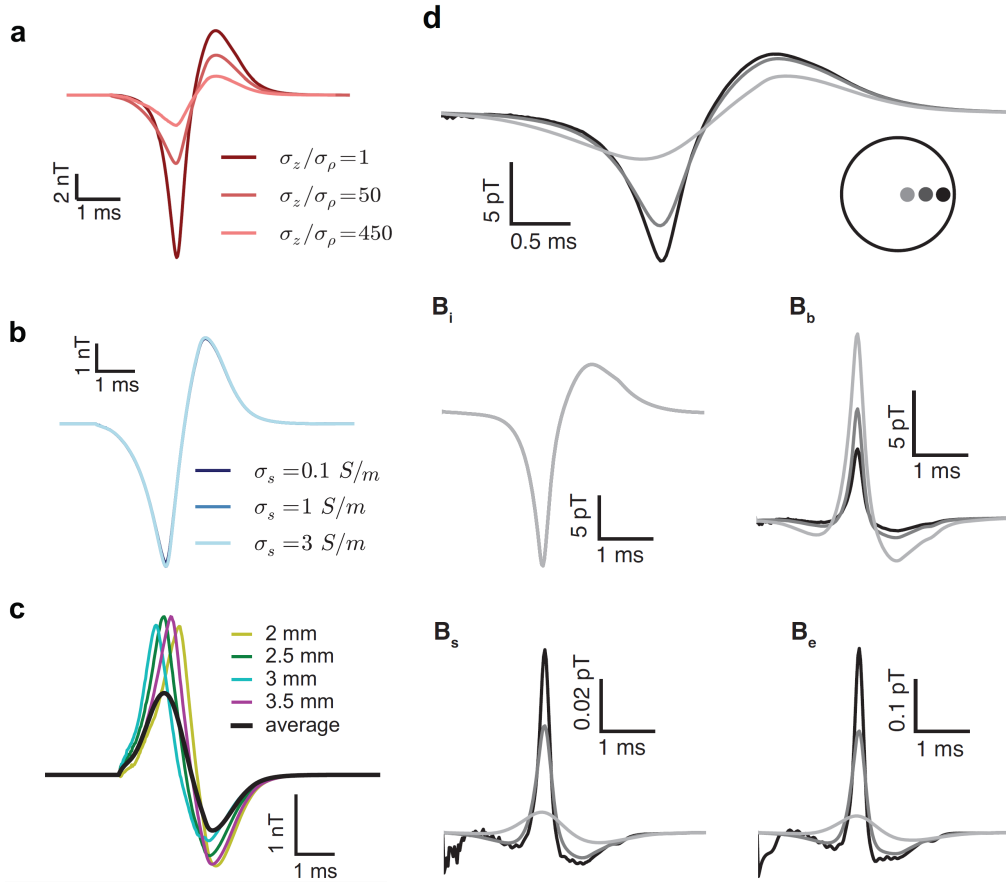 a
2 nT
1 ms
σz/σρ=1
σz/σρ=50
σz/σρ=450
b
1 nT
1 ms
σs=0.1 S/m
σs=1 S/m
σs=3 S/m
c
2 mm
2.5 mm
3 mm
3.5 mm
average
1 nT
1 ms
d
5 pT
0.5 ms
Bi
5 pT
1 ms
Bb
5 pT
1 ms
Bs
0.02 pT
1 ms
Be
0.1 pT
1 ms